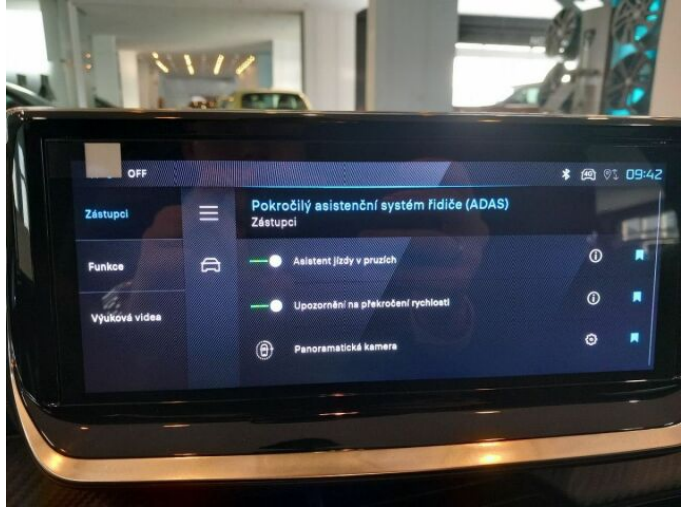 OFF
4G
09:42
Zástupci
Pokročilý asistenční systém řidiče (ADAS)
Zástupci
Funkce
Asistent jízdy v pruzích
Výuková videa
Upozornění na překročení rychlosti
Panoramatická kamera